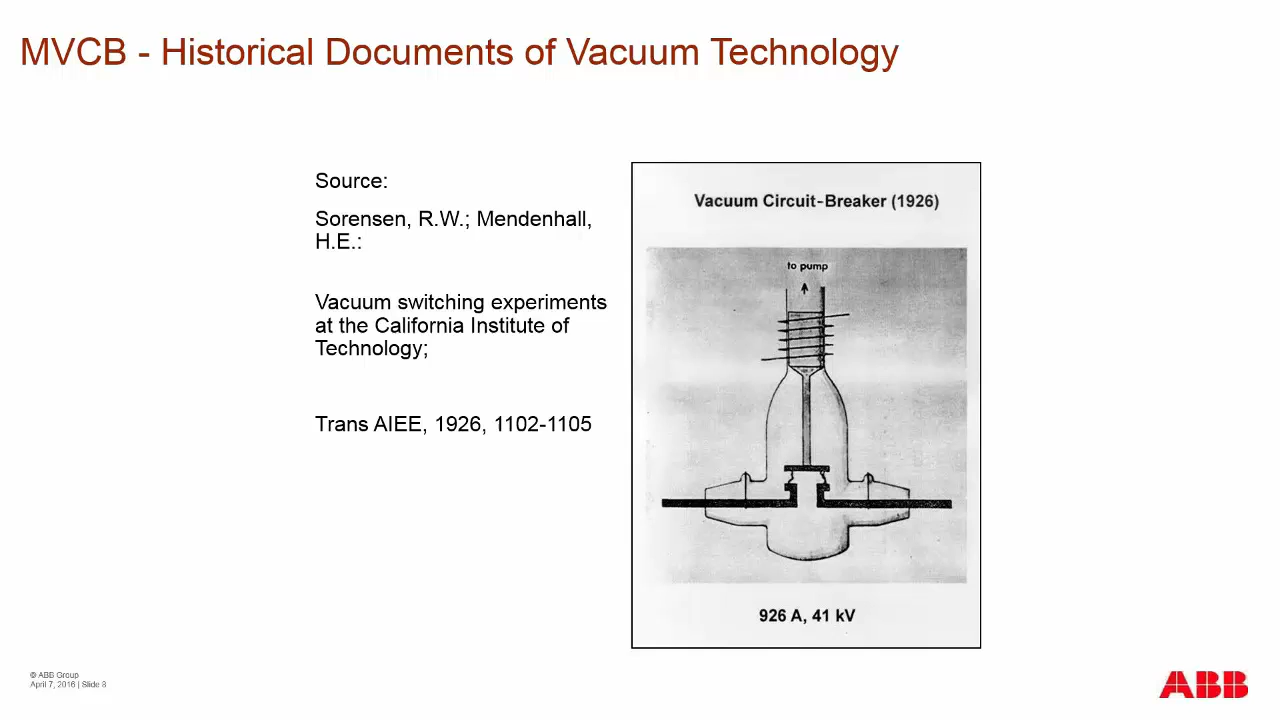 MVCB - Historical Documents of Vacuum Technology
Source:
Sorensen, R.W.; Mendenhall,
H.E.:
Vacuum switching experiments
at the California Institute of
Technology;
Trans AIEE, 1926, 1102-1105
Vacuum Circuit-Breaker (1926)
to pump
926 A, 41 kV
© ABB Group
April 7, 2016 | Slide 8
ABB